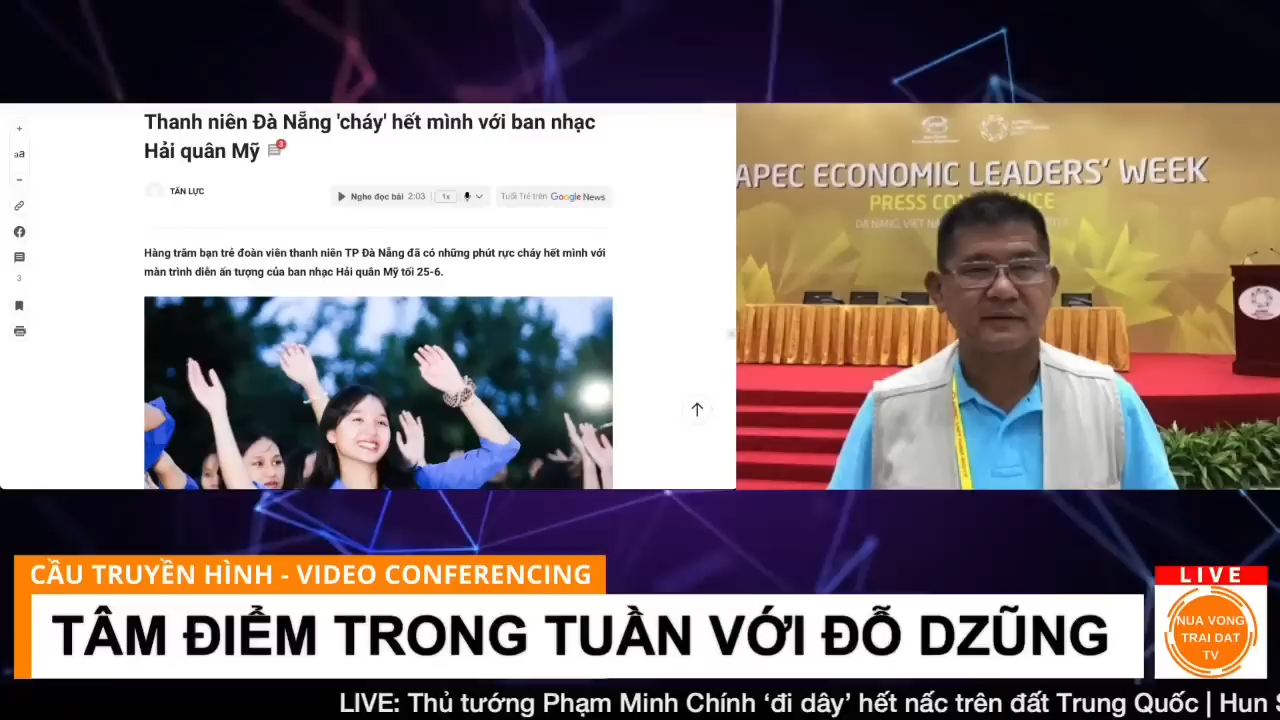 Thanh niên Đà Nẵng 'cháy' hết mình với ban nhạc
Hải quân Mỹ
3
TẤN LỰC
Nghe đọc bài 2:03 1x
Tuổi Trẻ trên Google News
Hàng trăm bạn trẻ đoàn viên thanh niên TP Đà Nẵng đã có những phút rực cháy hết mình với
màn trình diễn ấn tượng của ban nhạc Hải quân Mỹ tối 25-6.
+
aA
−
3
APEC ECONOMIC LEADERS' WEEK
CẦU TRUYỀN HÌNH - VIDEO CONFERENCING
TÂM ĐIỂM TRONG TUẦN VỚI ĐỖ DZŨNG
LIVE
NUA VONG
TRAI DAT
TV
LIVE: Thủ tướng Phạm Minh Chính ‘đi dây’ hết nấc trên đất Trung Quốc | Hun